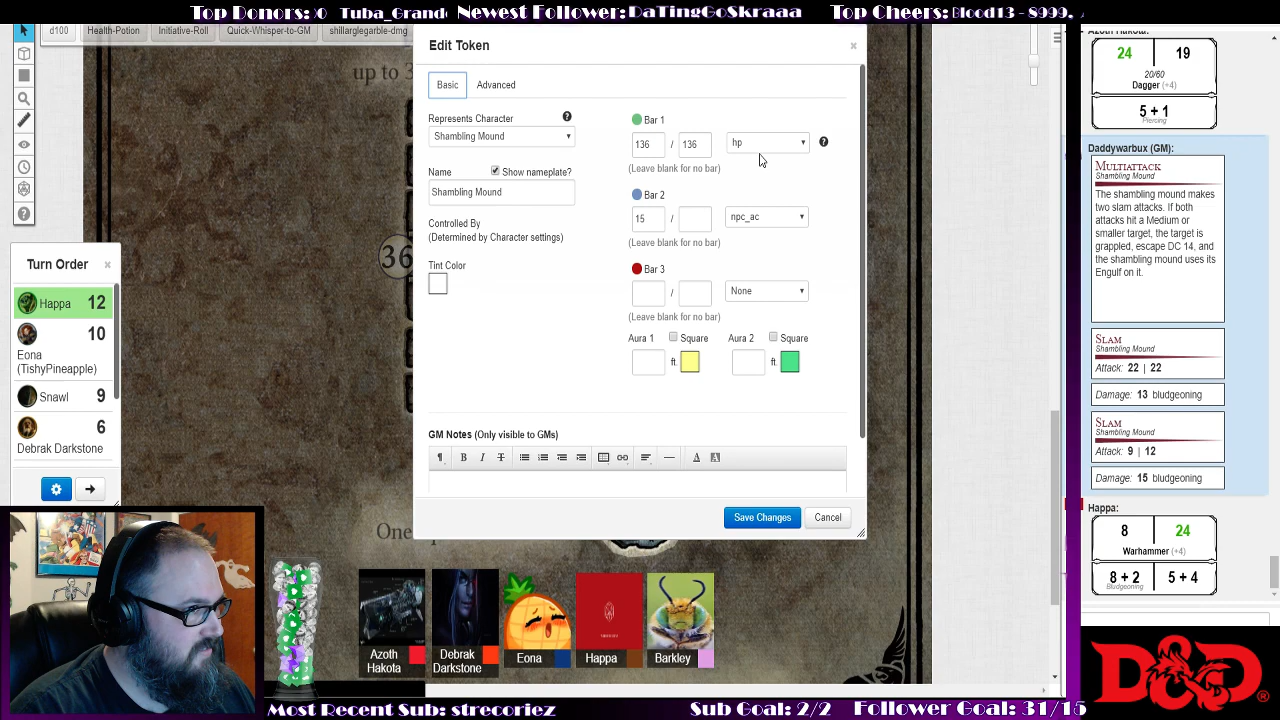 Top Donors: X Tuba_Grand
Newest Follower: DaTingGoSkraaa
Top Cheers: Blood13 - 8999,
d100
Health-Potion
Initiative-Roll
Quick-Whisper-to-GM
shillarglegarble-dmg
up to 3
36
One
Turn Order
×
Happa 12
10
Eona
(TishyPineapple)
Snawl 9
6
Debrak Darkstone
Edit Token
×
Basic
Advanced
Represents Character
Shambling Mound
Name
Show nameplate?
Shambling Mound
Controlled By
(Determined by Character settings)
Tint Color
Bar 1
136 / 136
hp
(Leave blank for no bar)
Bar 2
15 /
npc_ac
(Leave blank for no bar)
Bar 3
/
None
(Leave blank for no bar)
Aura 1 Square Aura 2 Square
ft. ft.
GM Notes (Only visible to GMs)
B I S
A A
Save Changes
Cancel
Azoth Hakota:
24 19
20/60
Dagger (+4)
5 + 1
Piercing
Daddywarbux (GM):
Multiattack
Shambling Mound
The shambling mound makes
two slam attacks. If both
attacks hit a Medium or
smaller target, the target is
grappled, escape DC 14, and
the shambling mound uses its
Engulf on it.
Slam
Shambling Mound
Attack: 22 | 22
Damage: 13 bludgeoning
Slam
Shambling Mound
Attack: 9 | 12
Damage: 15 bludgeoning
Happa:
8 24
Warhammer (+4)
8 + 2 5 + 4
Bludgeoning
Azoth
Hakota
Debrak
Darkstone
Eona
Happa
Barkley
D&D
Most Recent Sub: strecoriez
Sub Goal: 2/2
Follower Goal: 31/15